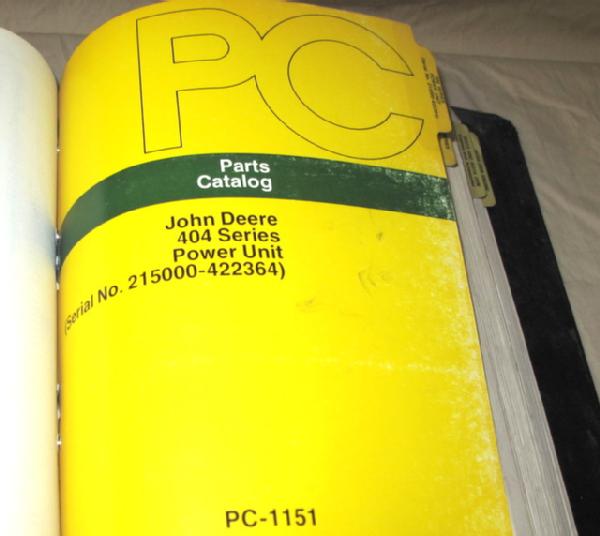 PC
Parts
Catalog
John Deere
404 Series
Power Unit
(Serial No. 215000-422364)
PC-1151